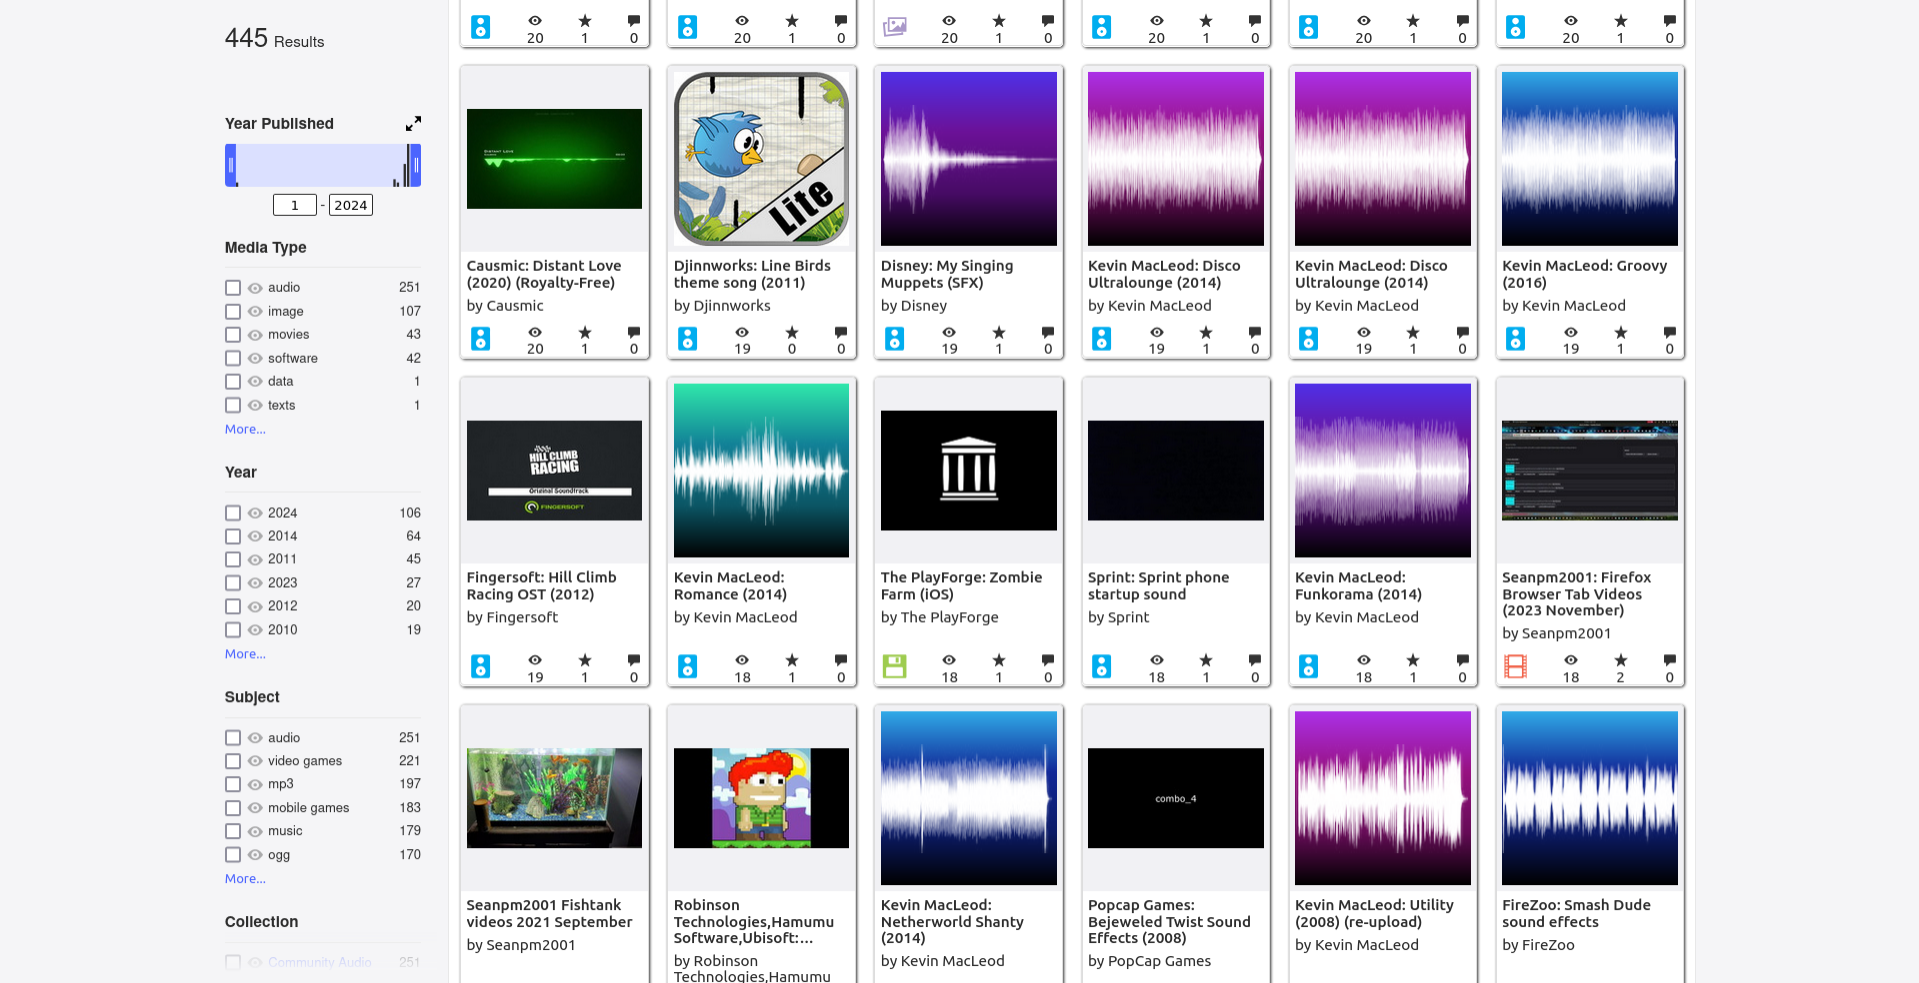 445 Results
Year Published
1 - 2024
Media Type
audio 251
image 107
movies 43
software 42
data 1
texts 1
More...
Year
2024 106
2014 64
2011 45
2023 27
2012 20
2010 19
More...
Subject
audio 251
video games 221
mp3 197
mobile games 183
music 179
ogg 170
More...
Collection
Community Audio 251
20 1 0
20 1 0
20 1 0
20 1 0
20 1 0
20 1 0
DISTANT LOVE
Causmic: Distant Love
(2020) (Royalty-Free)
by Causmic
20 1 0
Lite
Djinnworks: Line Birds
theme song (2011)
by Djinnworks
19 0 0
Disney: My Singing
Muppets (SFX)
by Disney
19 1 0
Kevin MacLeod: Disco
Ultralounge (2014)
by Kevin MacLeod
19 1 0
Kevin MacLeod: Disco
Ultralounge (2014)
by Kevin MacLeod
19 1 0
Kevin MacLeod: Groovy
(2016)
by Kevin MacLeod
19 1 0
HILL CLIMB
RACING
Original Soundtrack
FINGERSOFT
Fingersoft: Hill Climb
Racing OST (2012)
by Fingersoft
19 1 0
Kevin MacLeod:
Romance (2014)
by Kevin MacLeod
18 1 0
The PlayForge: Zombie
Farm (iOS)
by The PlayForge
18 1 0
Sprint: Sprint phone
startup sound
by Sprint
18 1 0
Kevin MacLeod:
Funkorama (2014)
by Kevin MacLeod
18 1 0
Seanpm2001: Firefox
Browser Tab Videos
(2023 November)
by Seanpm2001
18 2 0
Seanpm2001 Fishtank
videos 2021 September
by Seanpm2001
Robinson
Technologies,Hamumu
Software,Ubisoft:...
by Robinson
Technologies,Hamumu
Kevin MacLeod:
Netherworld Shanty
(2014)
by Kevin MacLeod
combo_4
Popcap Games:
Bejeweled Twist Sound
Effects (2008)
by PopCap Games
Kevin MacLeod: Utility
(2008) (re-upload)
by Kevin MacLeod
FireZoo: Smash Dude
sound effects
by FireZoo